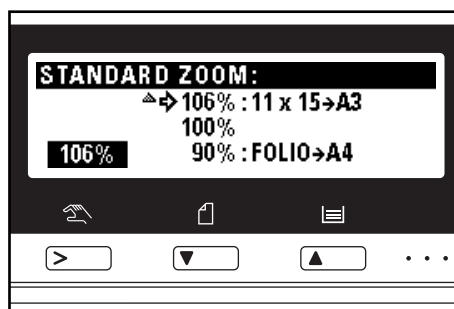 STANDARD ZOOM:
106% : 11 x 15→A3
100%
106% 90% : FOLIO→A4